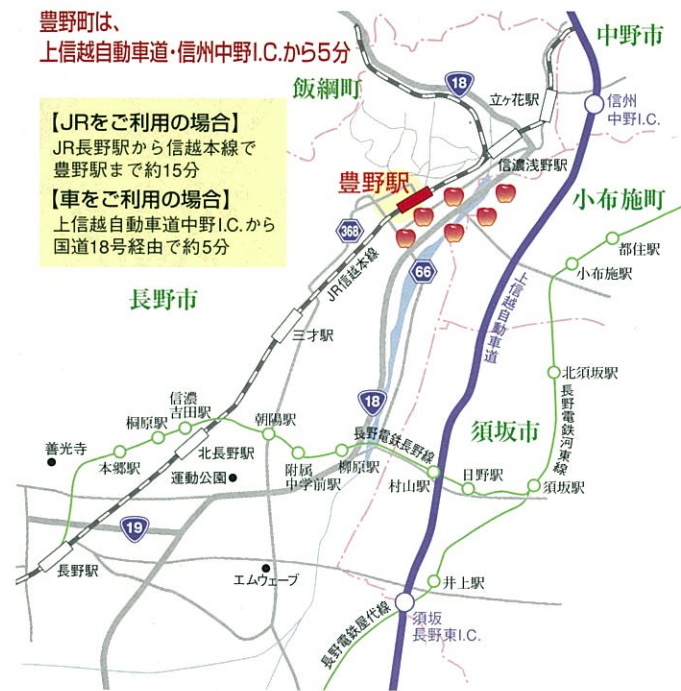 豊野町は、
上信越自動車道・信州中野I.C.から5分
【JRをご利用の場合】
JR長野駅から信越本線で
豊野駅まで約15分
【車をご利用の場合】
上信越自動車道中野I.C.から
国道18号経由で約5分
中野市
飯綱町
18
立ヶ花駅
信州
中野I.C.
信濃浅野駅
豊野駅
小布施町
368
都住駅
小布施駅
66
JR信越本線
上信越自動車道
長野市
三才駅
北須坂駅
18
信濃
吉田駅
朝陽駅
長野電鉄長野線
須坂市
長野電鉄河東線
桐原駅
善光寺
本郷駅
北長野駅
運動公園
附属
中学前駅
柳原駅
村山駅
日野駅
須坂駅
19
長野駅
エムウェーブ
井上駅
長野電鉄屋代線
須坂
長野東I.C.